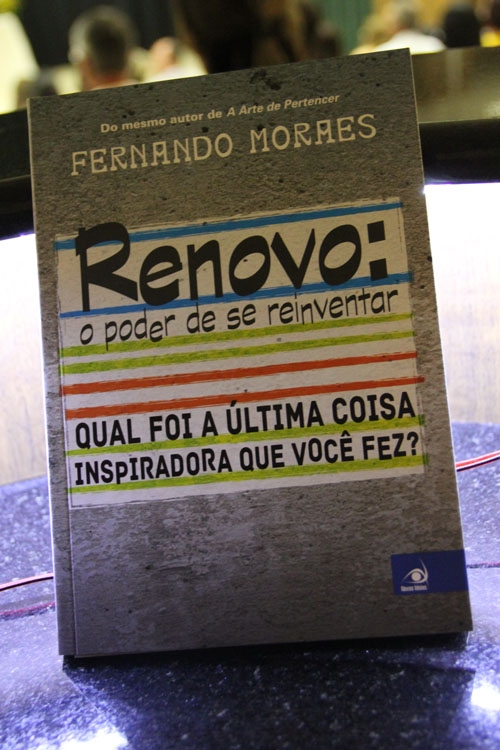 Do mesmo autor de A Arte de Pertencer
FERNANDO MORAES
Renovo:
o poder de se reinventar
QUAL FOI A ÚLTIMA COISA
INSPIRADORA QUE VOCÊ FEZ?